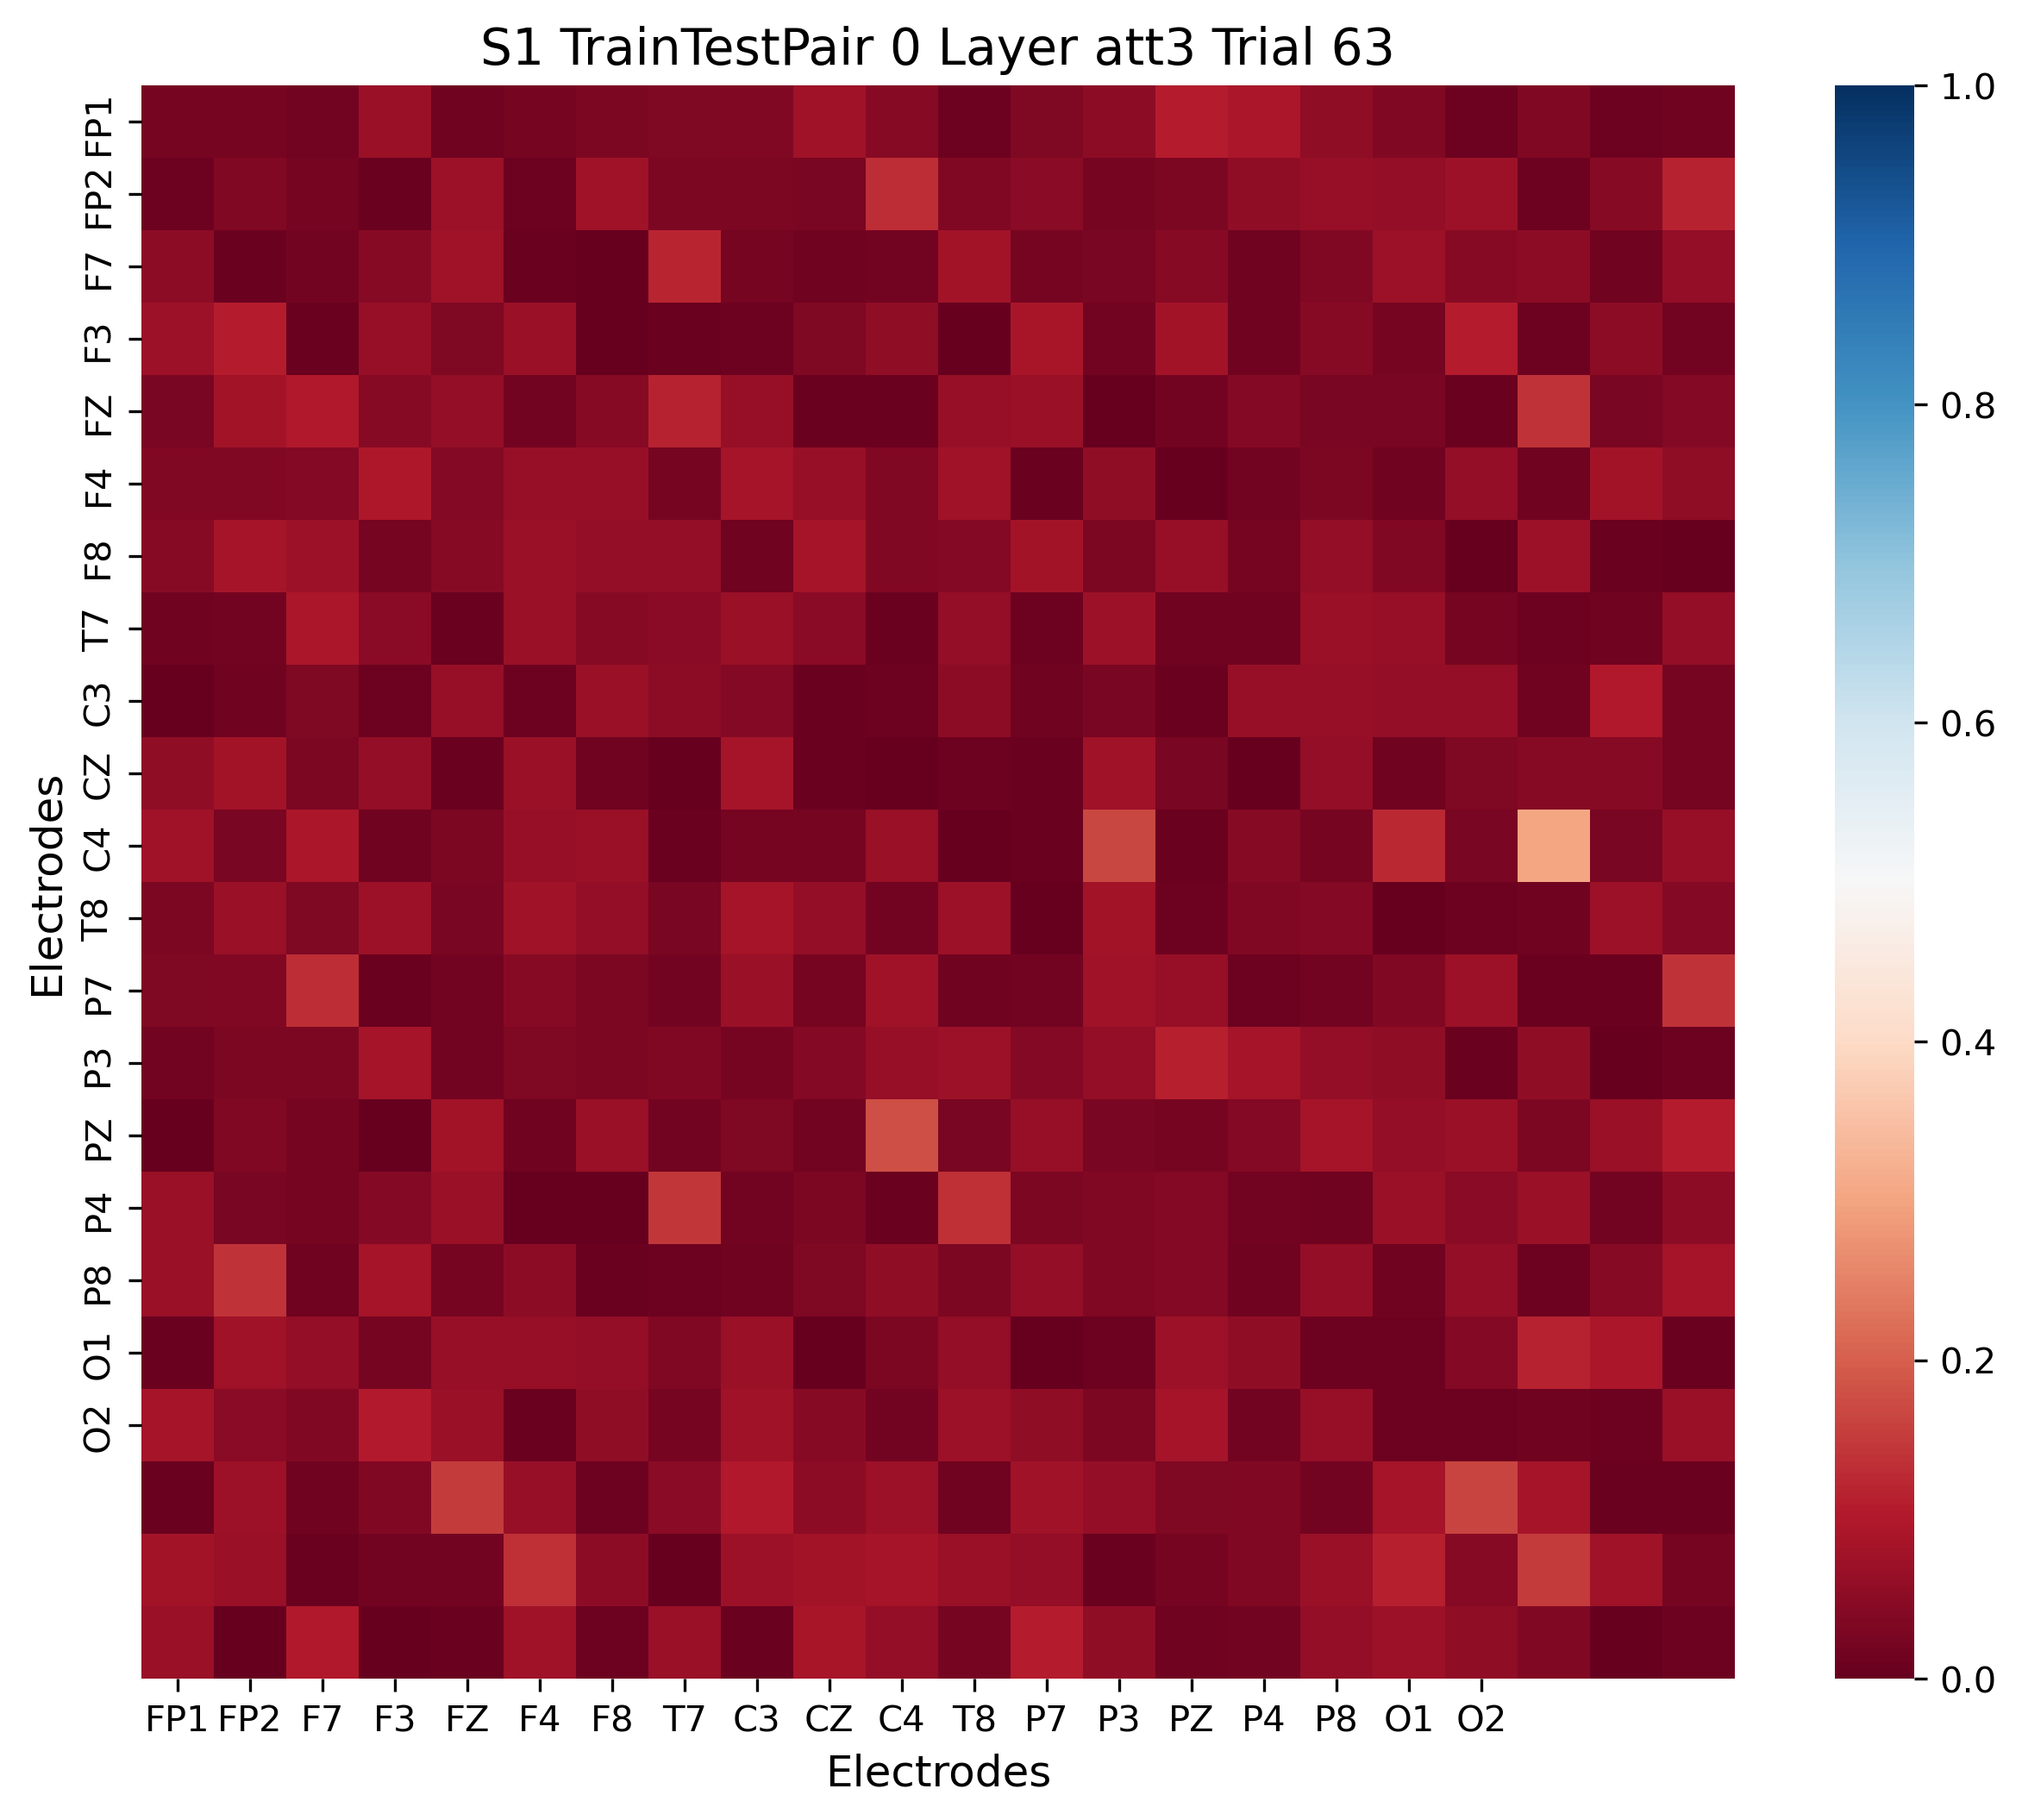 S1 TrainTestPair 0 Layer att3 Trial 63
Electrodes
FP1
FP2
F7
F3
FZ
F4
F8
T7
C3
CZ
C4
T8
P7
P3
PZ
P4
P8
O1
O2
FP1 FP2 F7 F3 FZ F4 F8 T7 C3 CZ C4 T8 P7 P3 PZ P4 P8 O1 O2
Electrodes
1.0
0.8
0.6
0.4
0.2
0.0